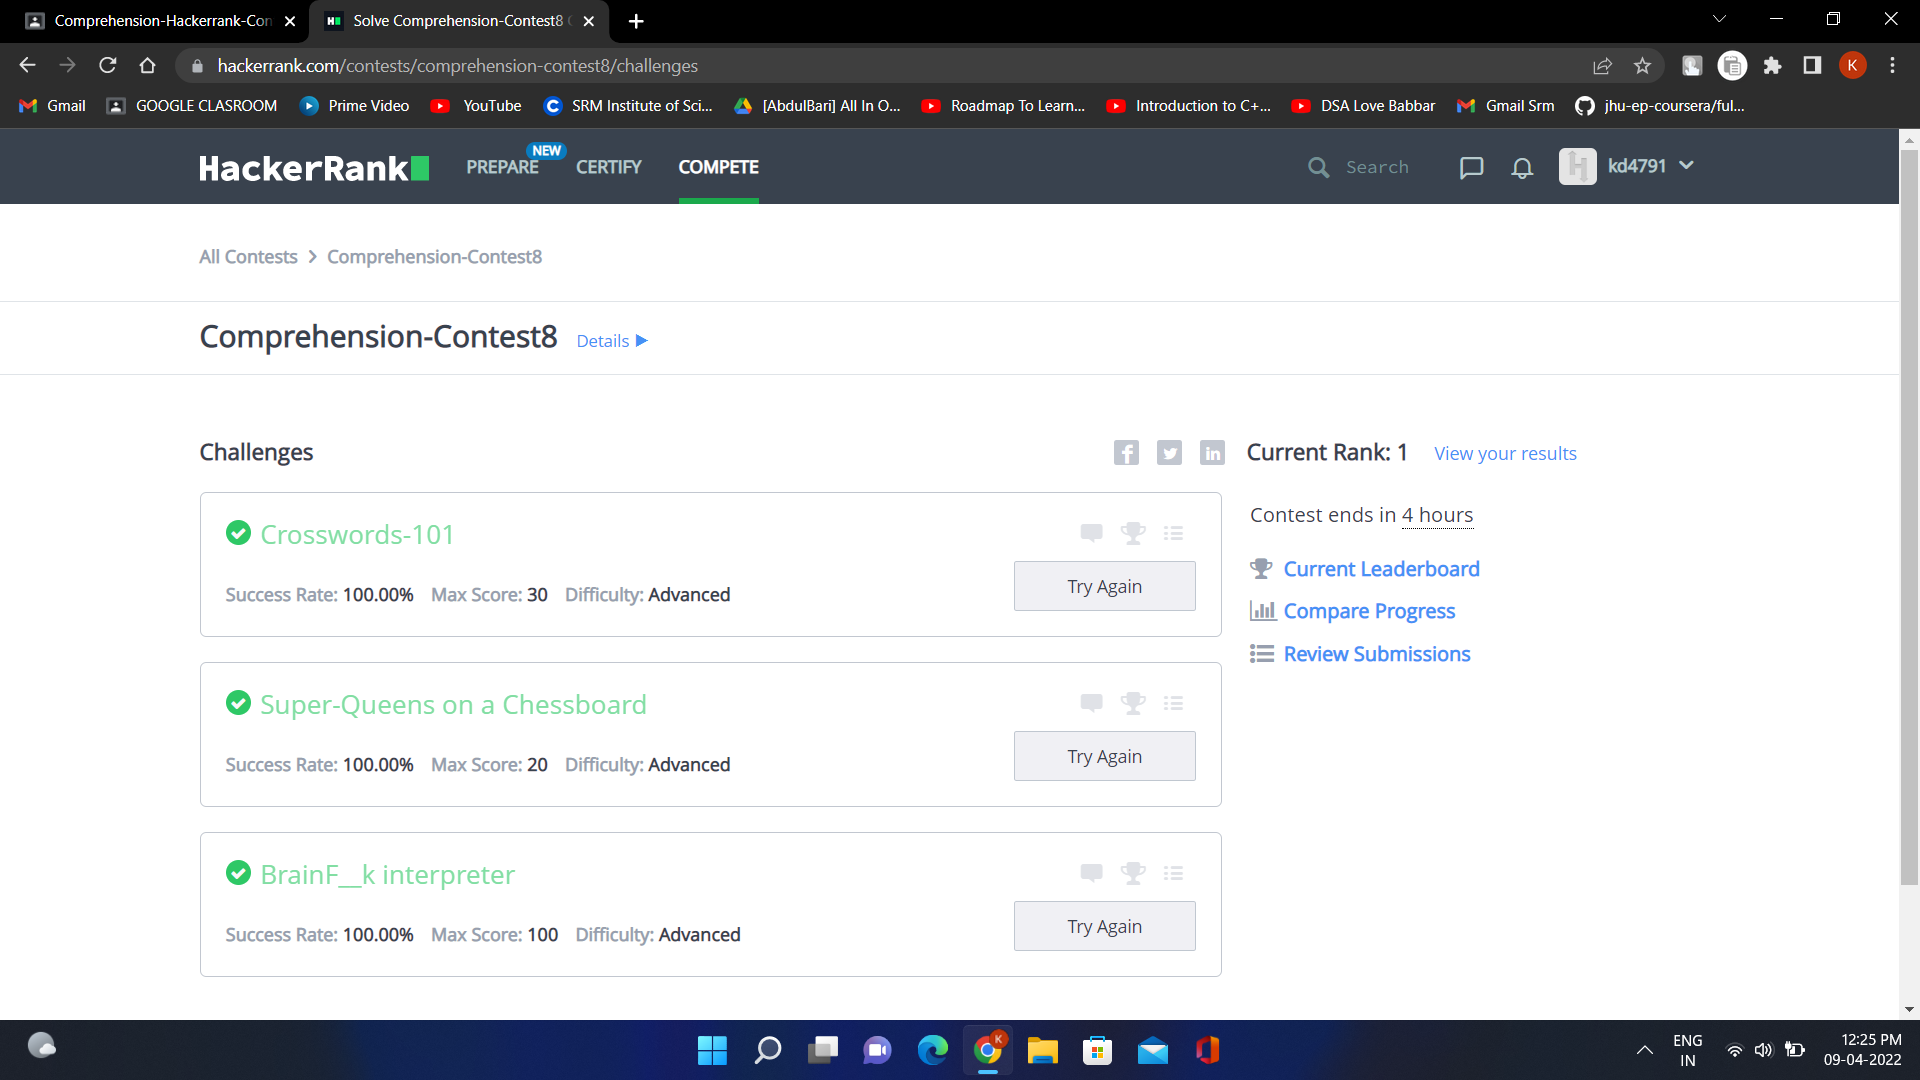 Comprehension-Hackerrank-Con
Solve Comprehension-Contest8
hackerrank.com/contests/comprehension-contest8/challenges
K
Gmail
GOOGLE CLASROOM
Prime Video
YouTube
SRM Institute of Sci...
[AbdulBari] All In O...
Roadmap To Learn...
Introduction to C+...
DSA Love Babbar
Gmail Srm
jhu-ep-coursera/ful...
HackerRank
PREPARE
NEW
CERTIFY
COMPETE
Search
kd4791
All Contests
Comprehension-Contest8
Comprehension-Contest8
Details
Challenges
Current Rank: 1
View your results
Crosswords-101
Success Rate: 100.00% Max Score: 30 Difficulty: Advanced
Try Again
Contest ends in 4 hours
Current Leaderboard
Compare Progress
Review Submissions
Super-Queens on a Chessboard
Success Rate: 100.00% Max Score: 20 Difficulty: Advanced
Try Again
BrainF__k interpreter
Success Rate: 100.00% Max Score: 100 Difficulty: Advanced
Try Again
K
ENG
IN
12:25 PM
09-04-2022